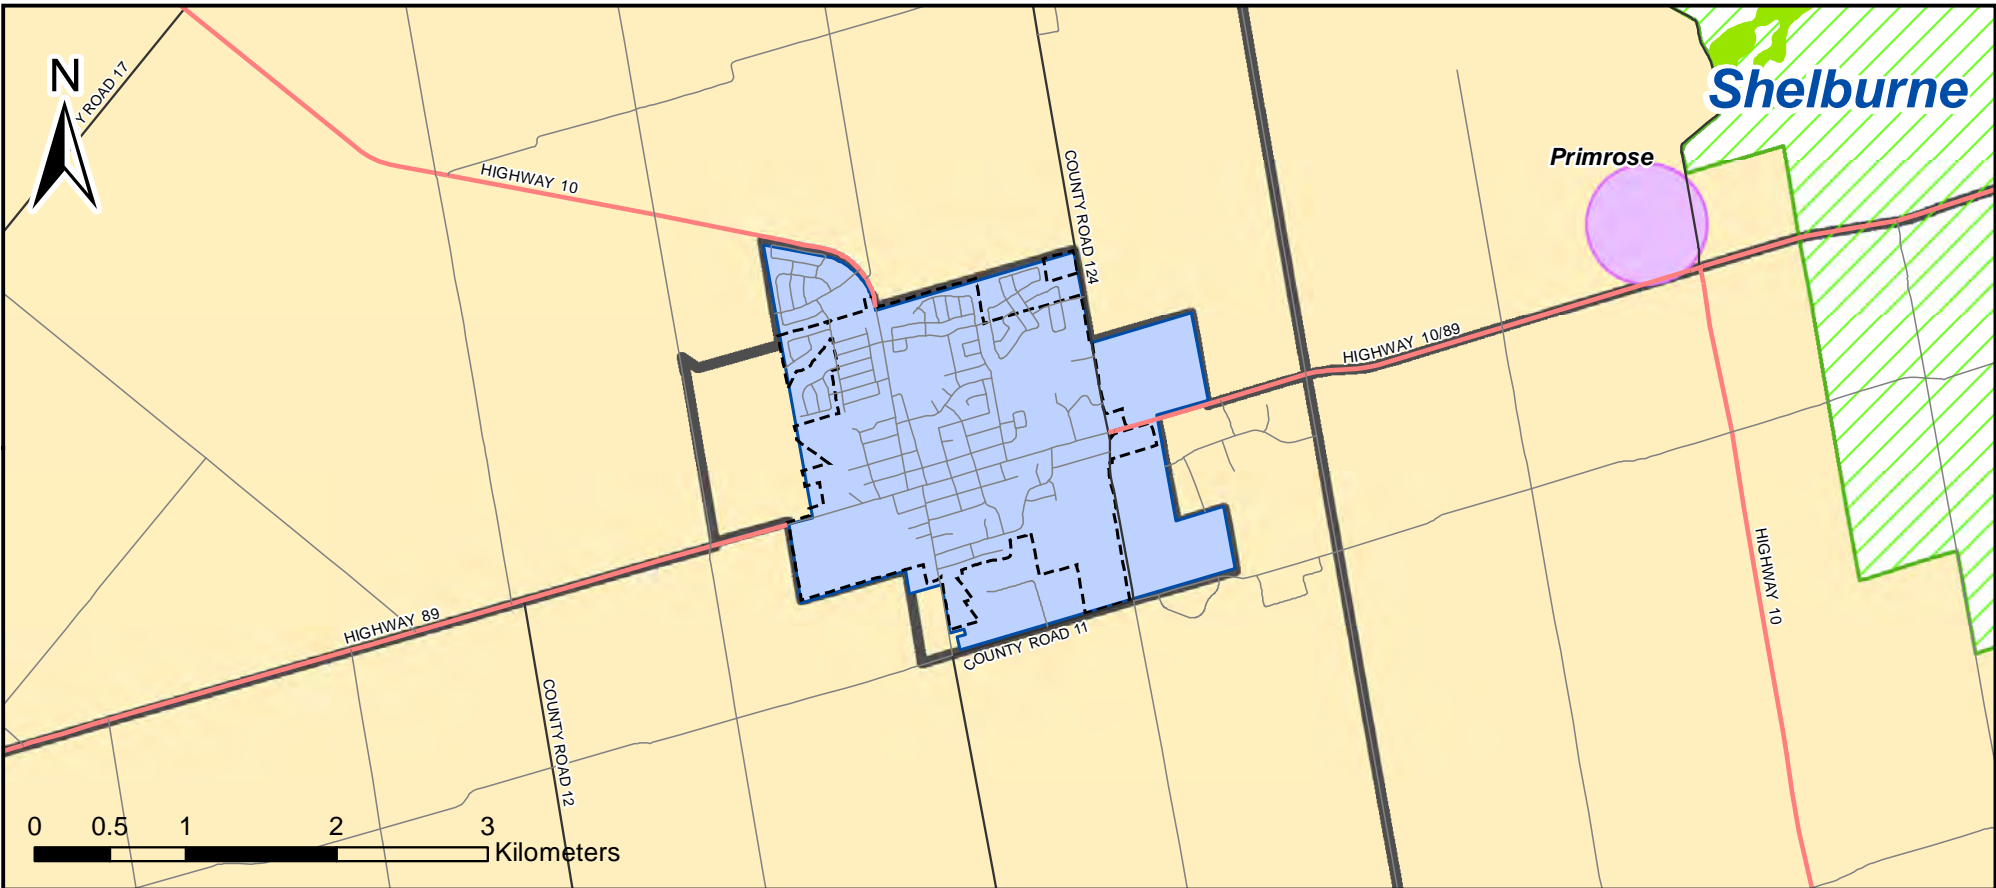 N
Y ROAD 17
Shelburne
Primrose
COUNTY ROAD 124
HIGHWAY 10
HIGHWAY 10/89
HIGHWAY 10
HIGHWAY 89
COUNTY ROAD 11
COUNTY ROAD 12
0 0.5 1 2 3
Kilometers